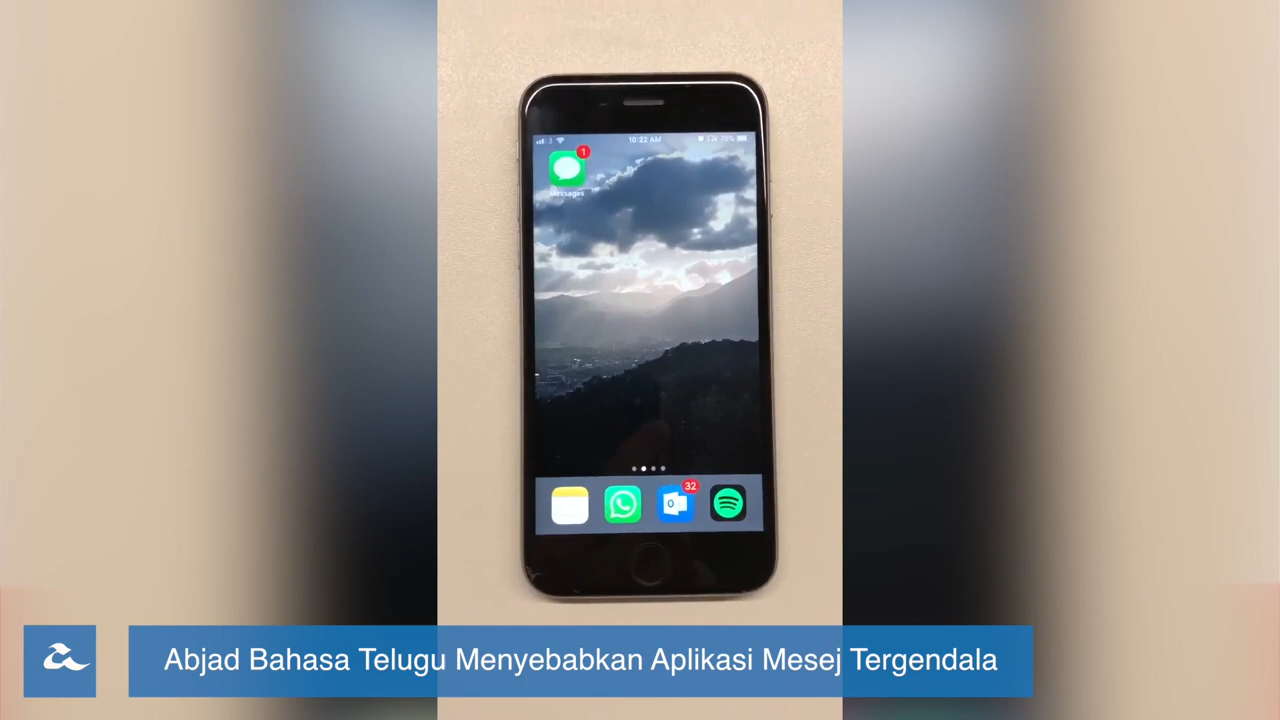 10:22 AM
1
Messages
32
Abjad Bahasa Telugu Menyebabkan Aplikasi Mesej Tergendala